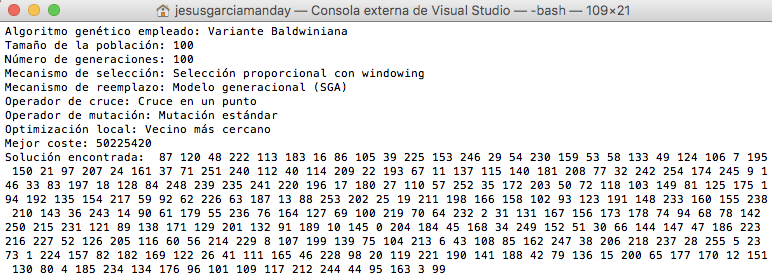 jesusgarciamanday — Consola externa de Visual Studio — -bash — 109×21
Algoritmo genético empleado: Variante Baldwiniana
Tamaño de la población: 100
Número de generaciones: 100
Mecanismo de selección: Selección proporcional con windowing
Mecanismo de reemplazo: Modelo generacional (SGA)
Operador de cruce: Cruce en un punto
Operador de mutación: Mutación estándar
Optimización local: Vecino más cercano
Mejor coste: 50225420
Solución encontrada:  87 120 48 222 113 183 16 86 105 39 225 153 246 29 54 230 159 53 58 133 49 124 106 7 195
150 21 97 207 24 161 37 71 251 240 112 40 114 209 22 193 67 11 137 115 140 181 208 77 32 242 254 174 245 9 1
46 33 83 197 18 128 84 248 239 235 241 220 196 17 180 27 110 57 252 35 172 203 50 72 118 103 149 81 125 175 1
94 192 135 154 217 59 92 62 226 63 187 13 88 253 202 25 19 211 198 166 158 102 93 123 191 148 233 160 155 238
210 143 36 243 14 90 61 179 55 236 76 164 127 69 100 219 70 64 232 2 31 131 167 156 173 178 74 94 68 78 142
250 215 231 121 89 138 171 129 201 132 91 189 10 145 0 204 184 45 168 34 249 152 51 30 66 144 147 47 186 223
216 227 52 126 205 116 60 56 214 229 8 107 199 139 75 104 213 6 43 108 85 162 247 38 206 218 237 28 255 5 23
73 1 224 157 82 182 169 122 26 41 111 165 46 228 98 20 119 221 190 141 188 42 79 136 15 200 65 177 170 12 151
130 80 4 185 234 134 176 96 101 109 117 212 244 44 95 163 3 99